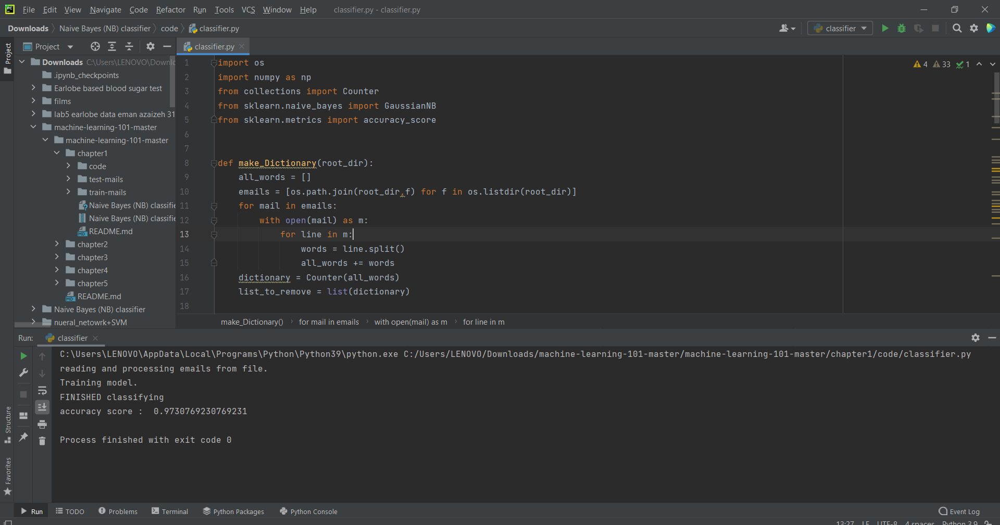 PC File Edit View Navigate Code Refactor Run Tools VCS Window Help classifier.py - classifier.py
Downloads Naive Bayes (NB) classifier code classifier.py classifier
Project
Project
classifier.py
Downloads C:\Users\LENOVO\Downlo
.ipynb_checkpoints
Earlobe based blood sugar test
films
lab5 earlobe data eman azaizeh 31
machine-learning-101-master
machine-learning-101-master
chapter1
code
test-mails
train-mails
Naive Bayes (NB) classifie
Naive Bayes (NB) classifie
README.md
chapter2
chapter3
chapter4
chapter5
README.md
Naive Bayes (NB) classifier
nueral_netowrk+SVM
4 33 1
1 import os
2 import numpy as np
3 from collections import Counter
4 from sklearn.naive_bayes import GaussianNB
5 from sklearn.metrics import accuracy_score
6
7
8 def make_Dictionary(root_dir):
9 all_words = []
10 emails = [os.path.join(root_dir,f) for f in os.listdir(root_dir)]
11 for mail in emails:
12 with open(mail) as m:
13 for line in m:
14 words = line.split()
15 all_words += words
16 dictionary = Counter(all_words)
17 list_to_remove = list(dictionary)
18
make_Dictionary() for mail in emails with open(mail) as m for line in m
Run: classifier
C:\Users\LENOVO\AppData\Local\Programs\Python\Python39\python.exe C:/Users/LENOVO/Downloads/machine-learning-101-master/machine-learning-101-master/chapter1/code/classifier.py
reading and processing emails from file.
Training model.
FINISHED classifying
accuracy score :  0.9730769230769231
Process finished with exit code 0
Structure
Favorites
Run TODO Problems Terminal Python Packages Python Console Event Log
13:27 LF UTF-8 4 spaces Python 3.9